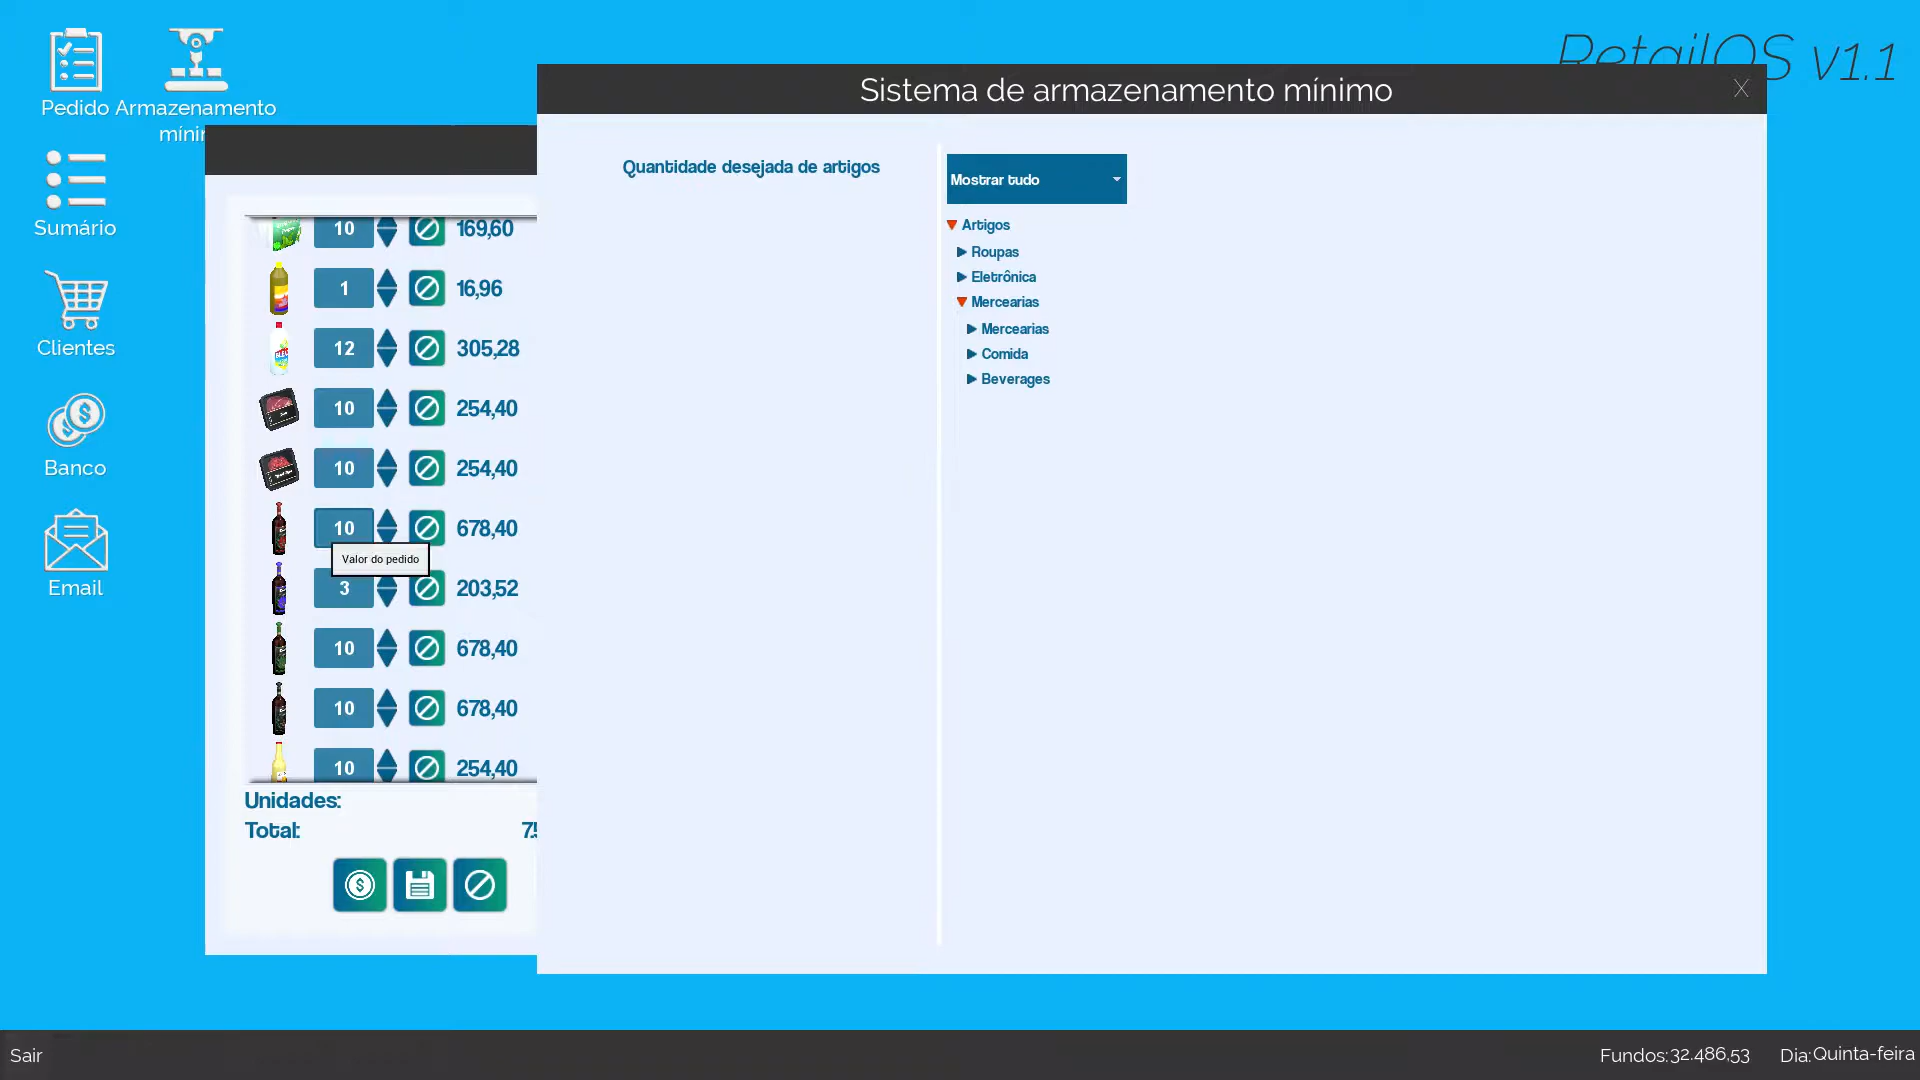 RetailOS v1.1
Pedido
Armazenamento
Sistema de armazenamento mínimo
X
Quantidade desejada de artigos
Mostrar tudo
Artigos
Roupas
Eletrônica
Mercearias
Mercearias
Comida
Beverages
Sumário
Clientes
Banco
Email
10 169,60
1 16,96
12 305,28
10 254,40
10 254,40
10 678,40
Valor do pedido
3 203,52
10 678,40
10 678,40
10 254,40
Unidades:
Total:
Sair
Fundos: 32.486,53
Dia: Quinta-feira